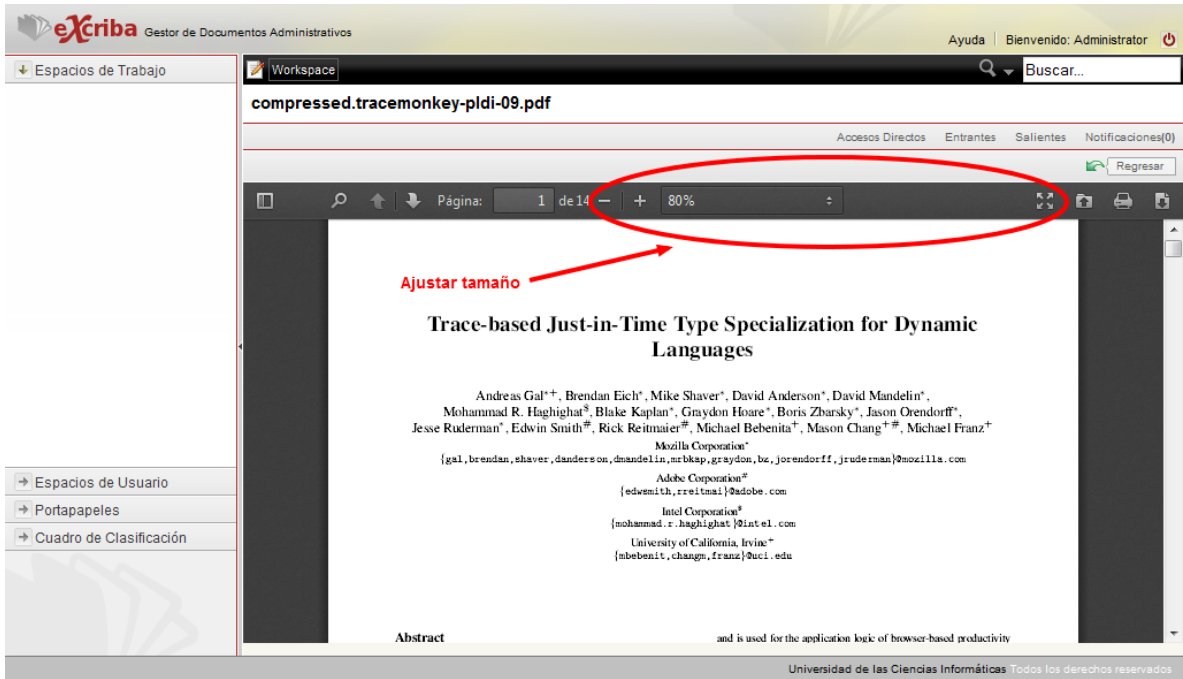 eXcriba Gestor de Documentos Administrativos
Ayuda Bienvenido: Administrator
Espacios de Trabajo
Workspace
Buscar...
compressed.tracemonkey-pldi-09.pdf
Accesos Directos Entrantes Salientes Notificaciones(0)
Regresar
Página: 1 de 14 80%
Ajustar tamaño
Trace-based Just-in-Time Type Specialization for Dynamic
Languages
Andreas Gal*+, Brendan Eich*, Mike Shaver*, David Anderson*, David Mandelin*,
Mohammad R. Haghighat$, Blake Kaplan*, Graydon Hoare*, Boris Zbarsky*, Jason Orendorff*,
Jesse Ruderman*, Edwin Smith#, Rick Reitmaier#, Michael Bebenita+, Mason Chang+#, Michael Franz+
Mozilla Corporation*
{gal,brendan,shaver,danderson,dmandelin,mrbkap,graydon,bz,jorendorff,jruderman}@mozilla.com
Adobe Corporation#
{edwsmith,rreitmai}@adobe.com
Intel Corporation$
{mohammad.r.haghighat}@intel.com
University of California, Irvine+
{mbebenit,changm,franz}@uci.edu
Abstract
and is used for the application logic of browser-based productivity
Espacios de Usuario
Portapapeles
Cuadro de Clasificación
Universidad de las Ciencias Informáticas Todos los derechos reservados